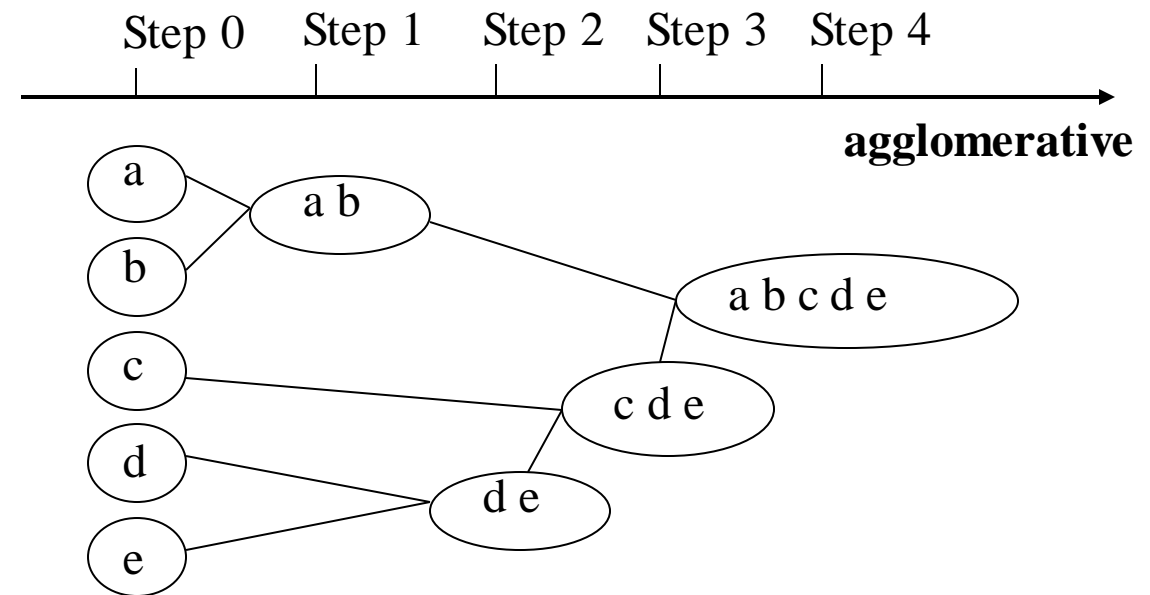 Step 0 Step 1 Step 2 Step 3 Step 4
agglomerative
a
a b
b
a b c d e
c
c d e
d
d e
e